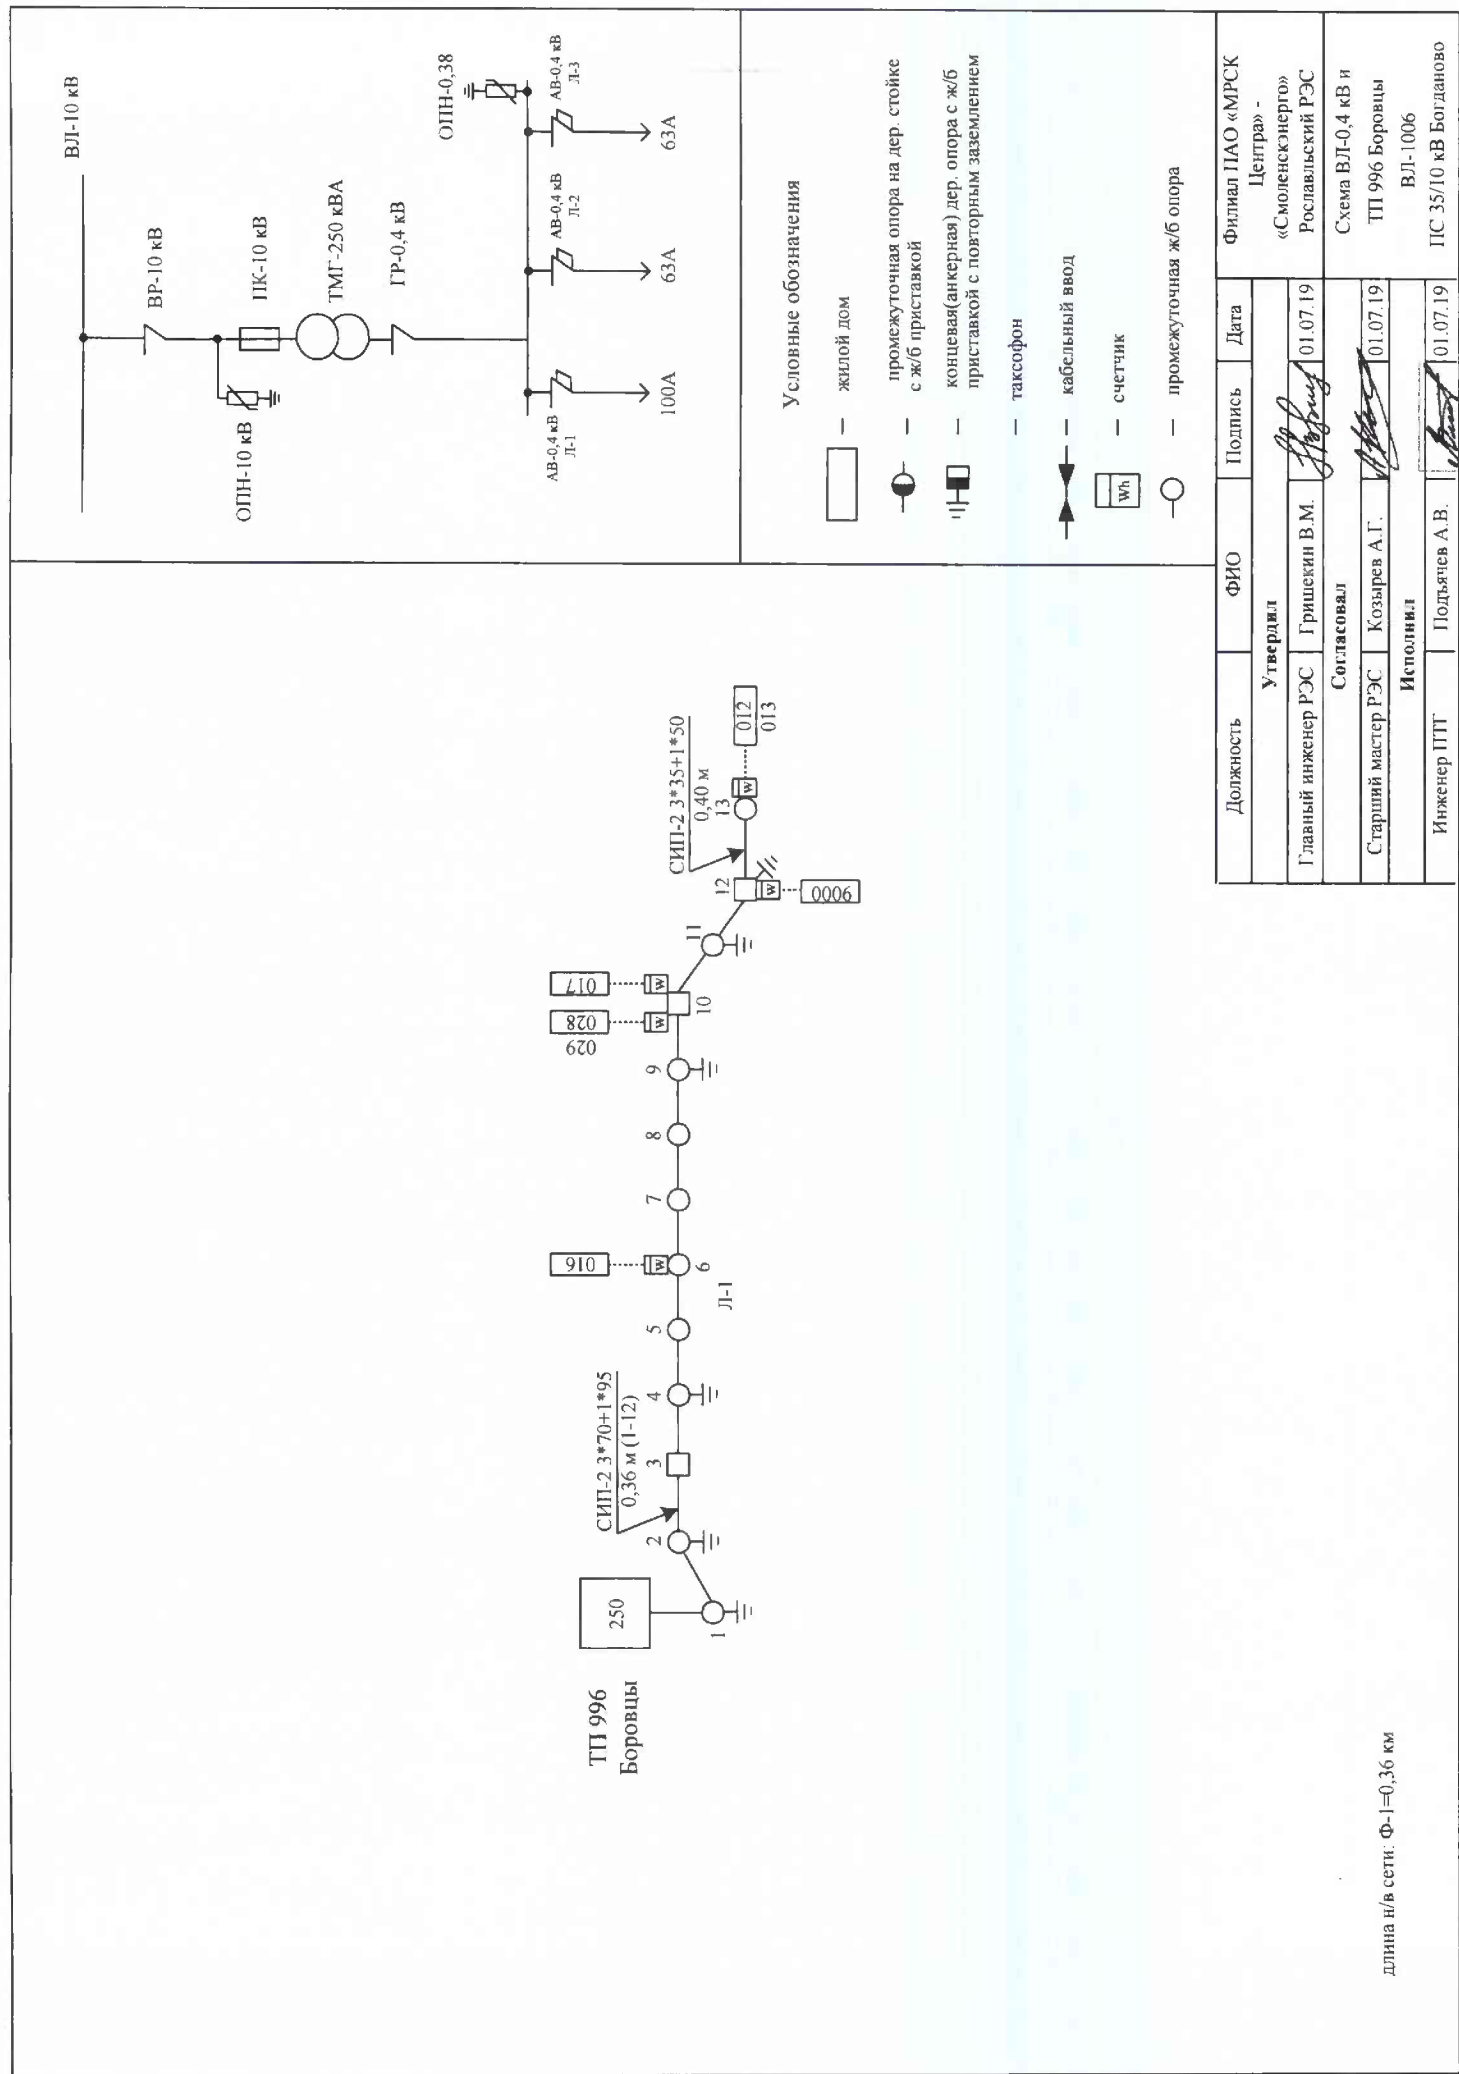 ВЛ-10 кВ
ВР-10 кВ
ОПН-10 кВ
ПК-10 кВ
ТМГ-250 кВА
ГР-0,4 кВ
ОПН-0,38
АВ-0,4 кВ
Л-1
АВ-0,4 кВ
Л-2
АВ-0,4 кВ
Л-3
100А
63А
63А
Условные обозначения
– жилой дом
– промежуточная опора на дер. стойке
с ж/б приставкой
– концевая(анкерная) дер. опора с ж/б
приставкой с повторным заземлением
– таксофон
– кабельный ввод
Wh
– счетчик
– промежуточная ж/б опора
ТП 996
Боровцы
250
1
2
СИП-2 3*70+1*95
0,36 м (1-12)
3
4
5
016
w
6
Л-1
7
8
9
029
028
017
w
w
10
11
12
w
0006
СИП-2 3*35+1*50
0,40 м
13
w
012
013
длина н/в сети: Ф-1=0,36 км
Должность ФИО Подпись Дата
Утвердил
Главный инженер РЭС Гришекин В.М. 01.07.19
Согласовал
Старший мастер РЭС Козырев А.Г. 01.07.19
Исполнил
Инженер ПТГ Подъячев А.В. 01.07.19
Филиал ПАО «МРСК
Центра» -
«Смоленскэнерго»
Рославльский РЭС
Схема ВЛ-0,4 кВ и
ТП 996 Боровцы
ВЛ-1006
ПС 35/10 кВ Богданово